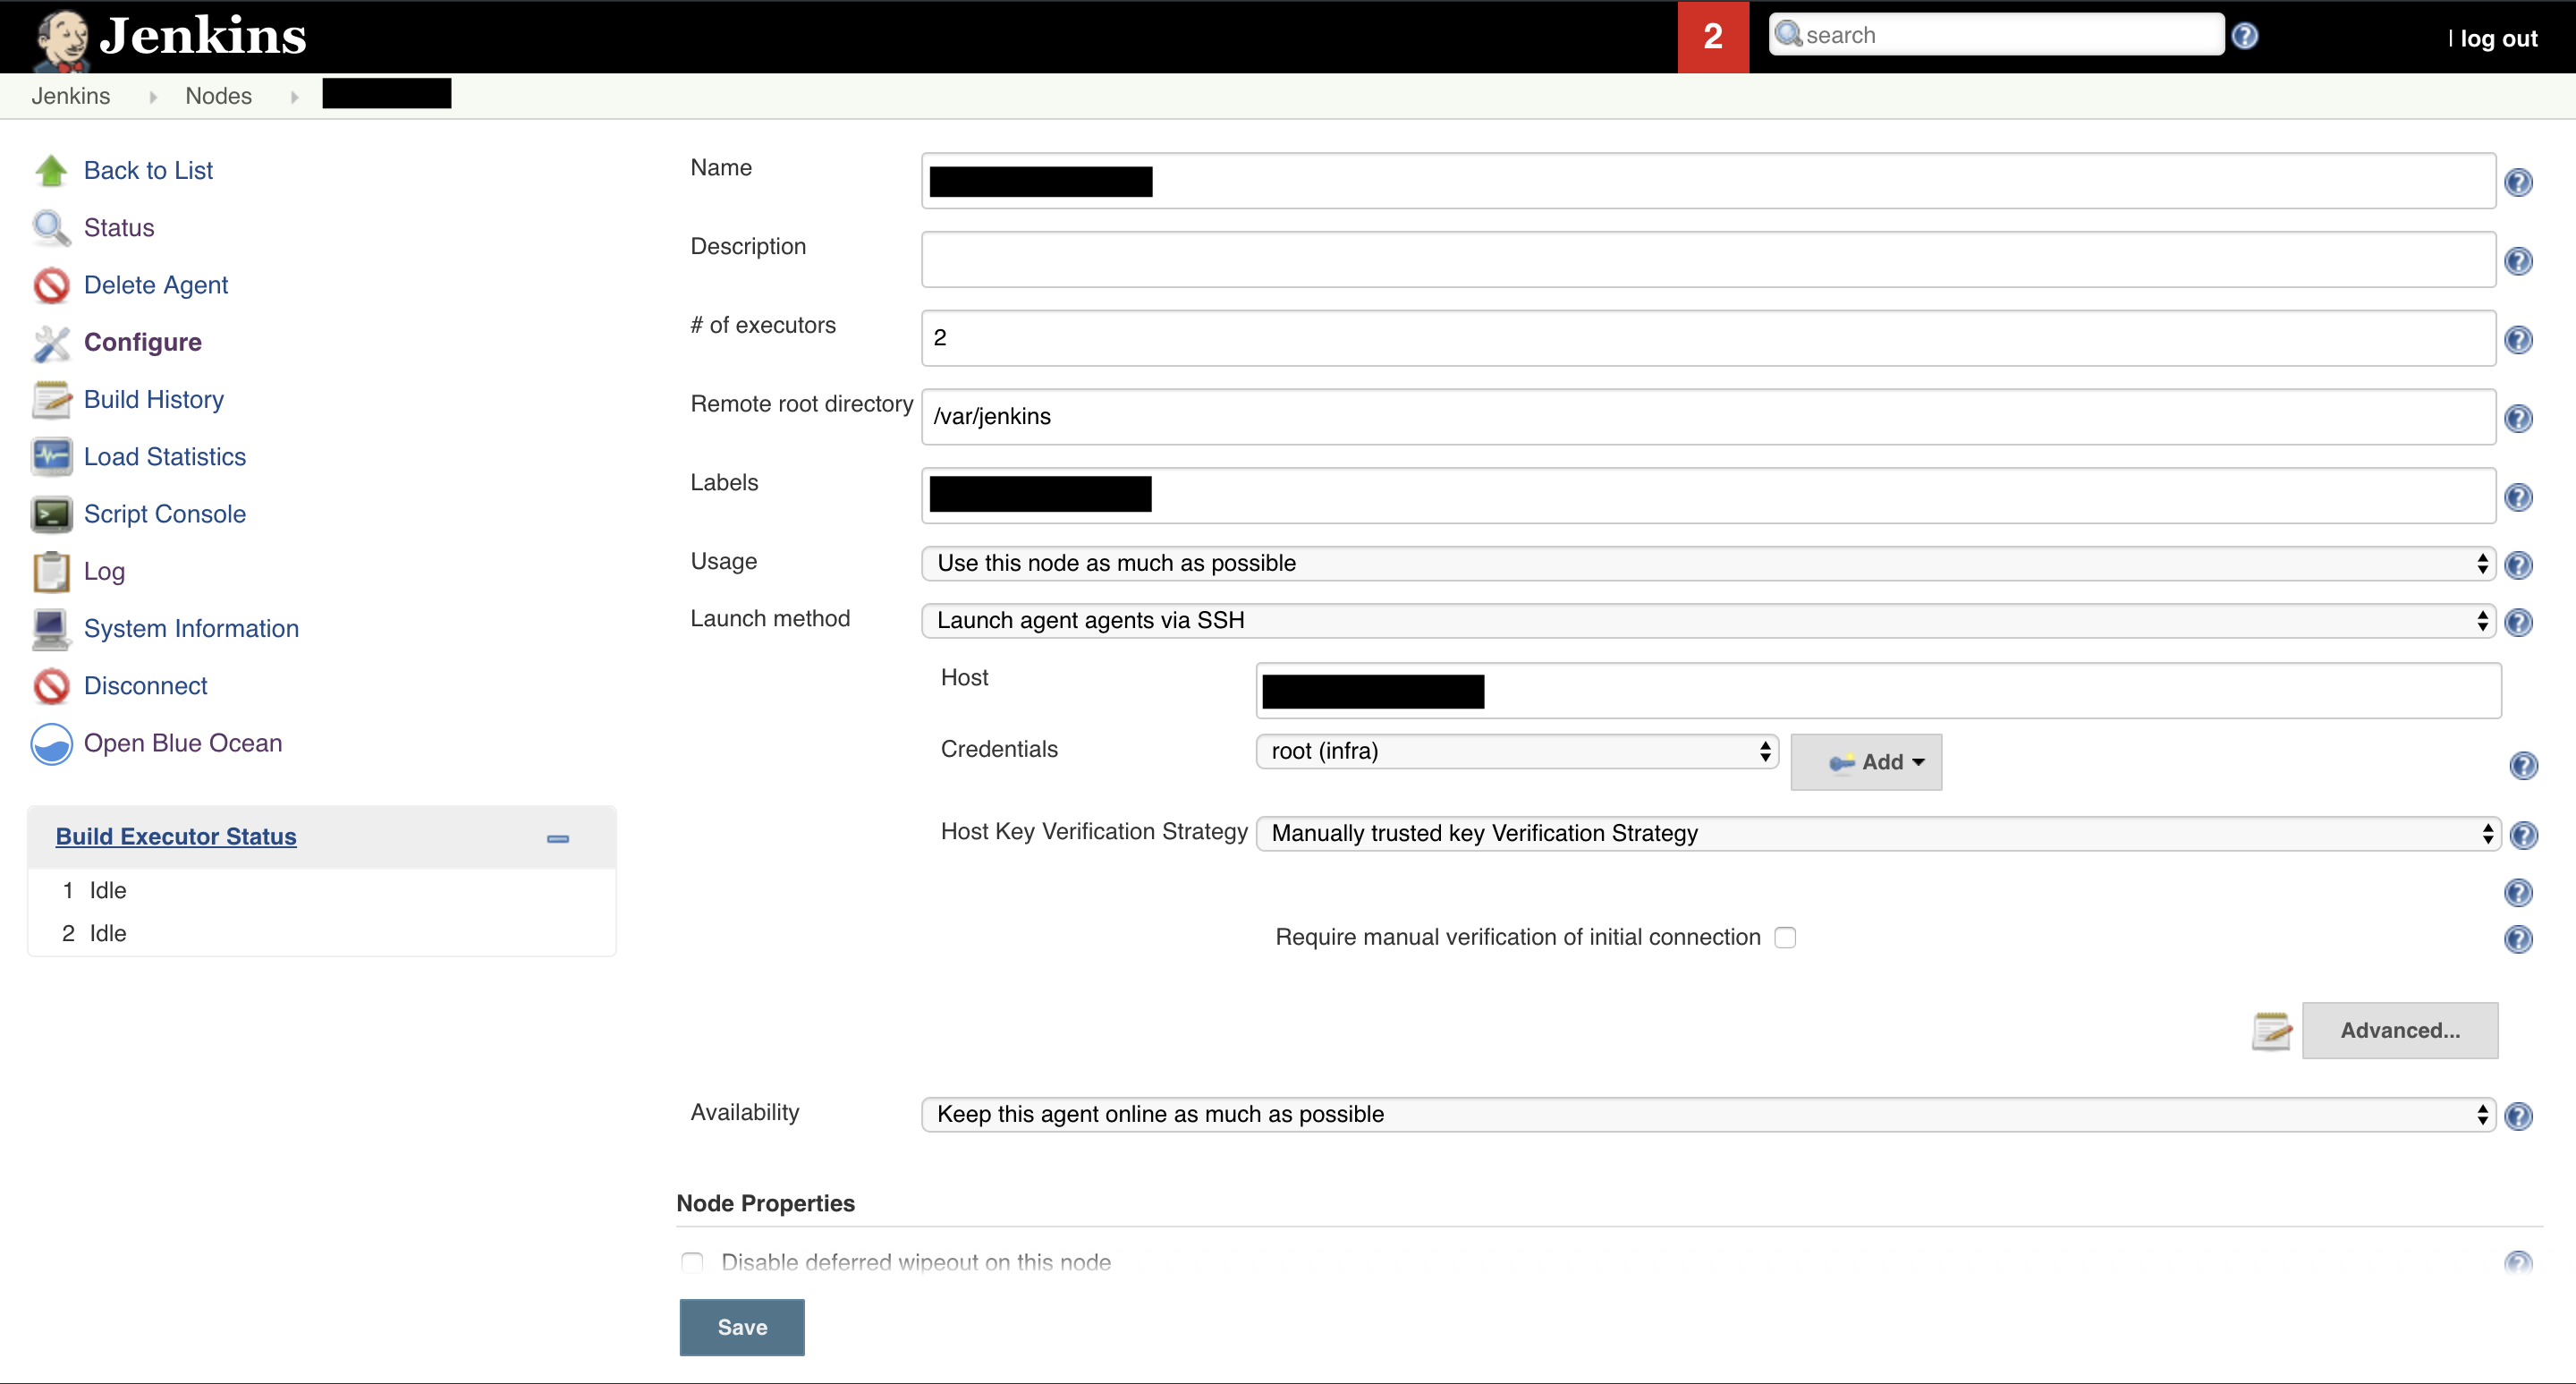 Jenkins
2
search
| log out
Jenkins
Nodes
Back to List
Status
Delete Agent
Configure
Build History
Load Statistics
Script Console
Log
System Information
Disconnect
Open Blue Ocean
Build Executor Status
1 Idle
2 Idle
Name
Description
# of executors
2
Remote root directory
/var/jenkins
Labels
Usage
Use this node as much as possible
Launch method
Launch agent agents via SSH
Host
Credentials
root (infra)
Add
Host Key Verification Strategy
Manually trusted key Verification Strategy
Require manual verification of initial connection
Advanced...
Availability
Keep this agent online as much as possible
Node Properties
Disable deferred wipeout on this node
Save